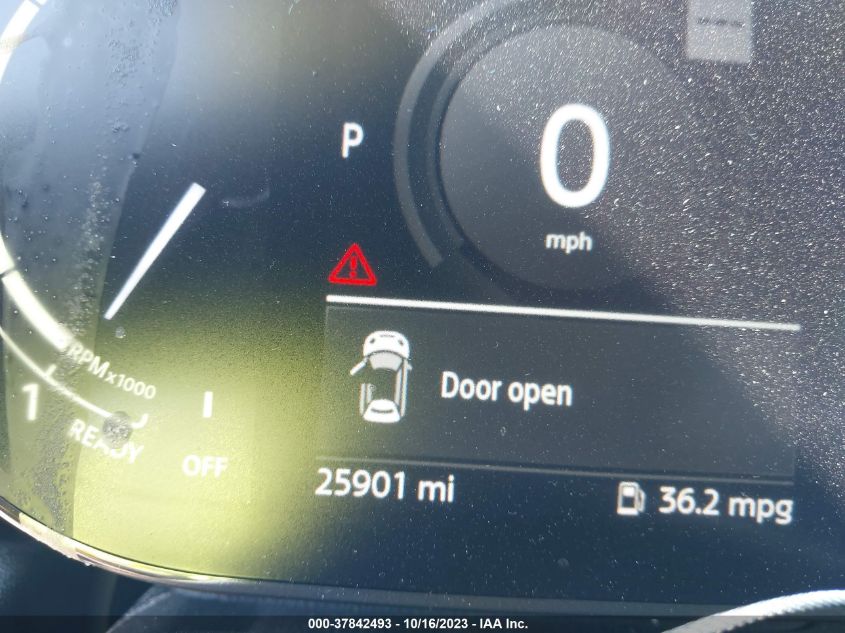 P
0
mph
Door open
RPMx1000
1
READY
OFF
25901 mi
36.2 mpg
000-37842493 - 10/16/2023 - IAA Inc.